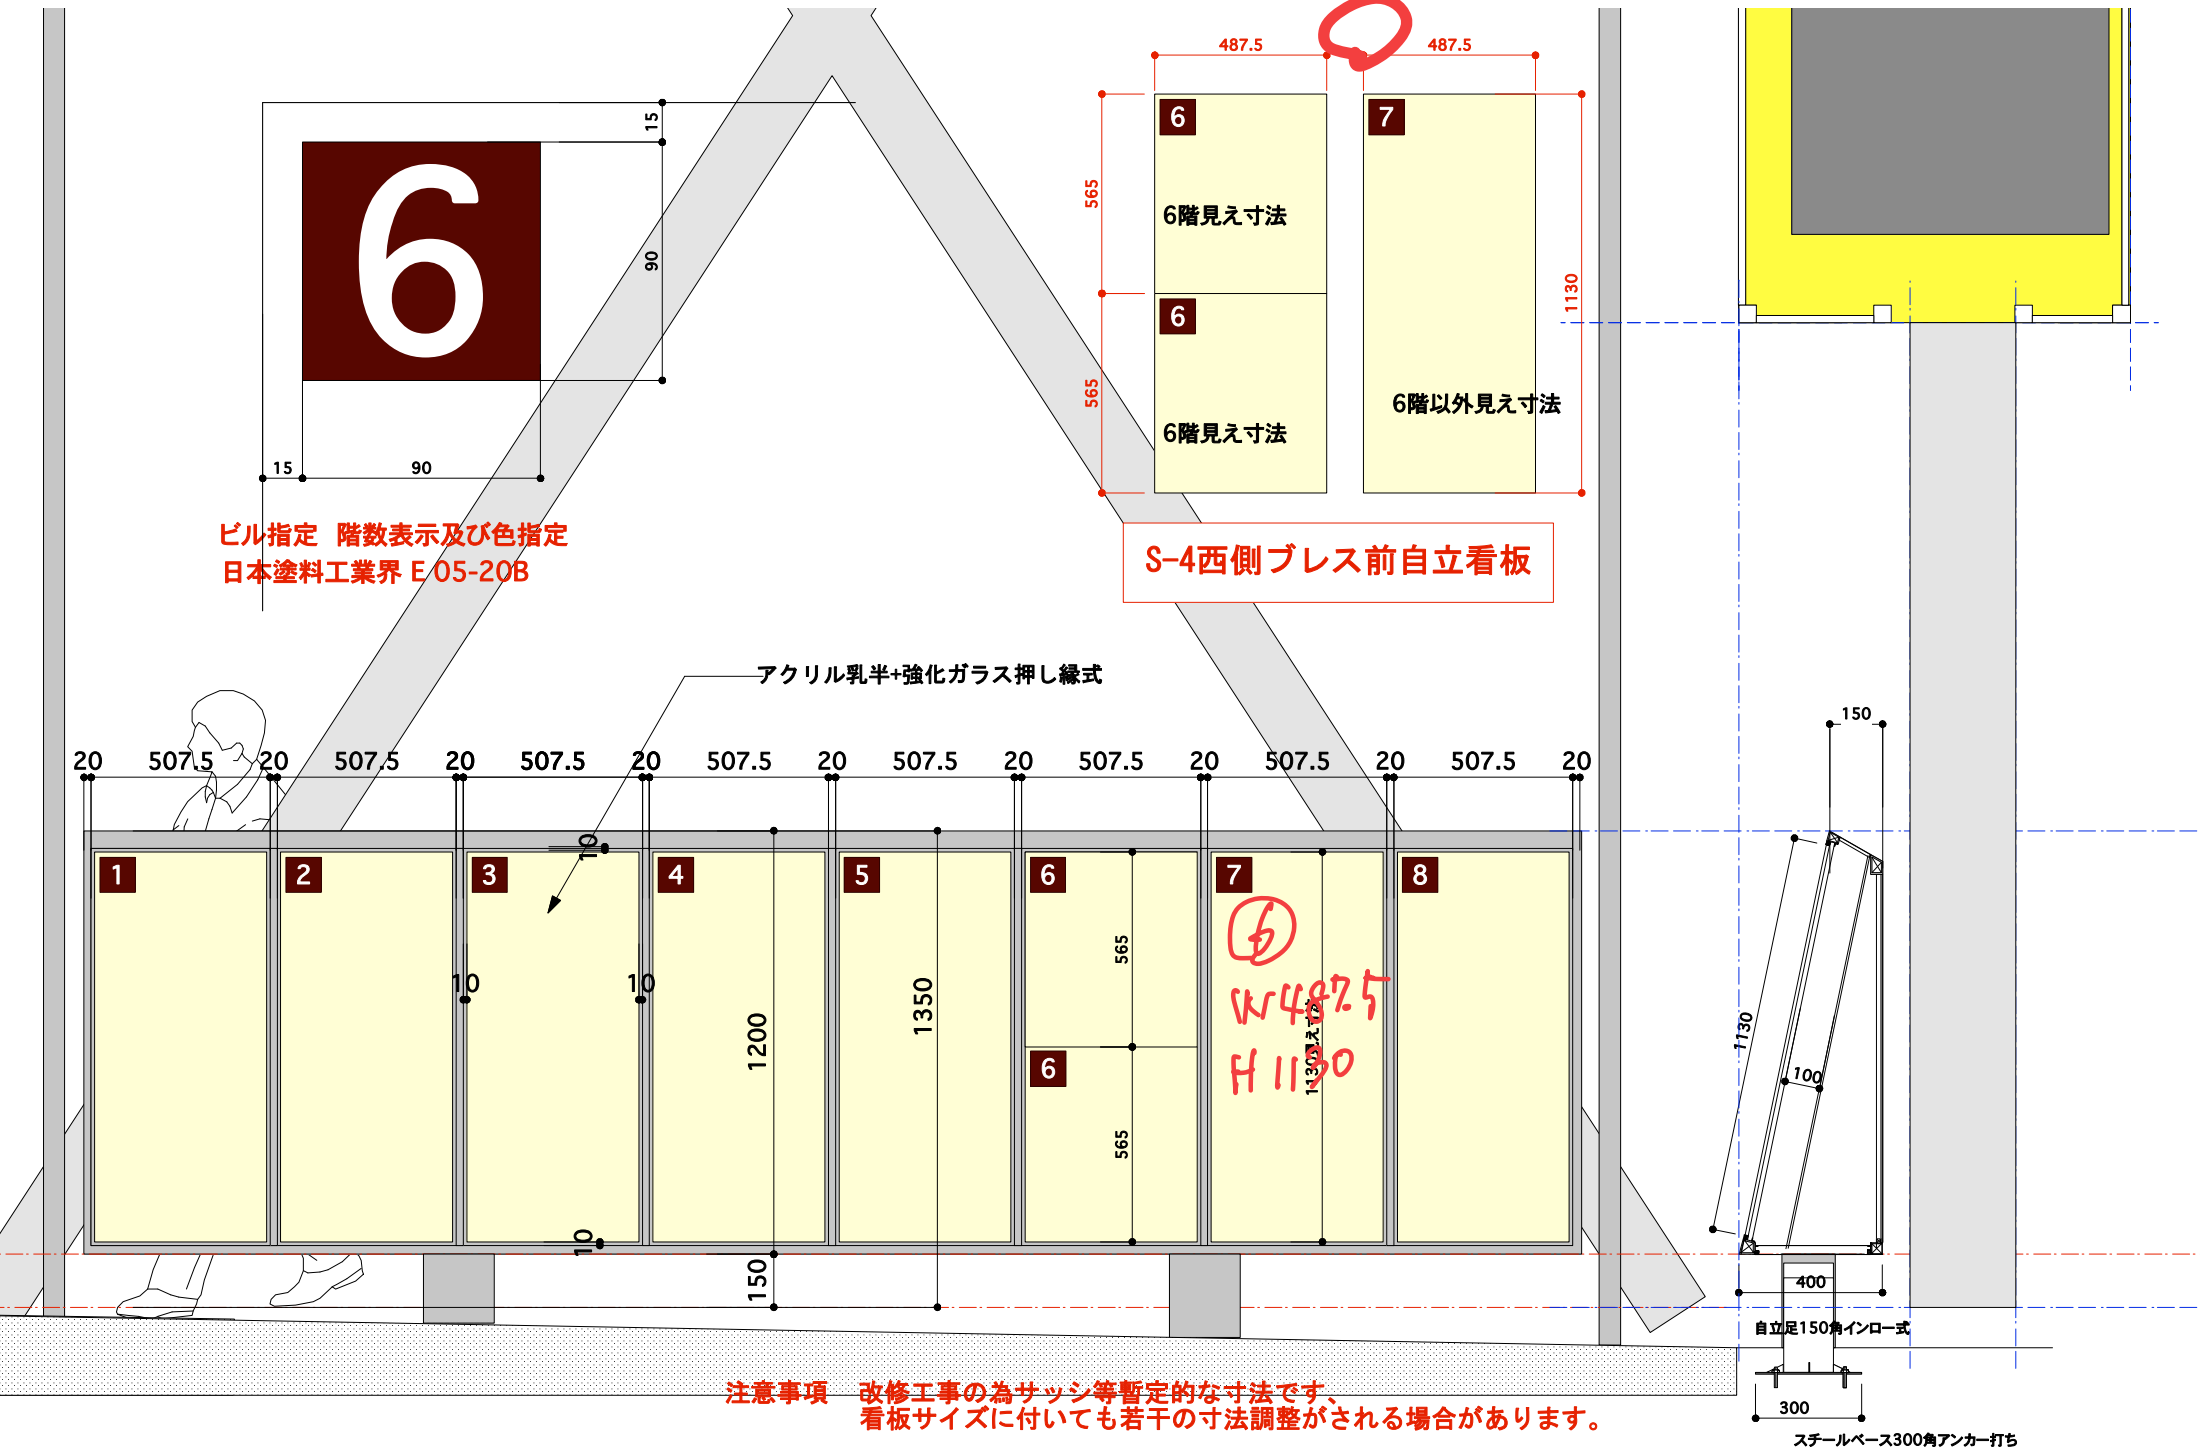 487.5
487.5
15
90
6
15
90
6
7
565
6階見え寸法
6
565
6階見え寸法
1130
6階以外見え寸法
ビル指定　階数表示及び色指定
日本塗料工業界 E 05-20B
S-4西側ブレス前自立看板
アクリル乳半+強化ガラス押し縁式
20 507.5 20 507.5 20 507.5 20 507.5 20 507.5 20 507.5 20 507.5 20 507.5 20
10
1 2 3 4 5 6 7 8
⑥
W487.5
H1130
10 10
565
1200
1350
1130見え寸法
6
565
10
150
150
1130
100
400
自立足150角インロー式
300
スチールベース300角アンカー打ち
注意事項　改修工事の為サッシ等暫定的な寸法です、
看板サイズに付いても若干の寸法調整がされる場合があります。